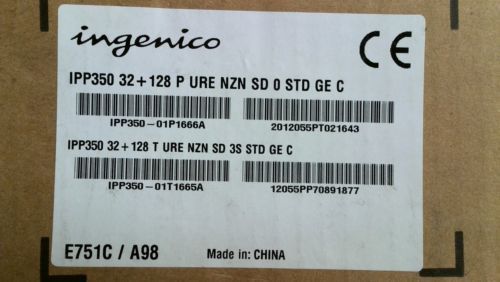 ingenico CE
IPP350 32+128 P URE NZN SD 0 STD GE C
IPP350-01P1666A 2012055PT021643
IPP350 32+128 T URE NZN SD 3S STD GE C
IPP350-01T1665A 12055PP70891877
E751C / A98 Made in: CHINA